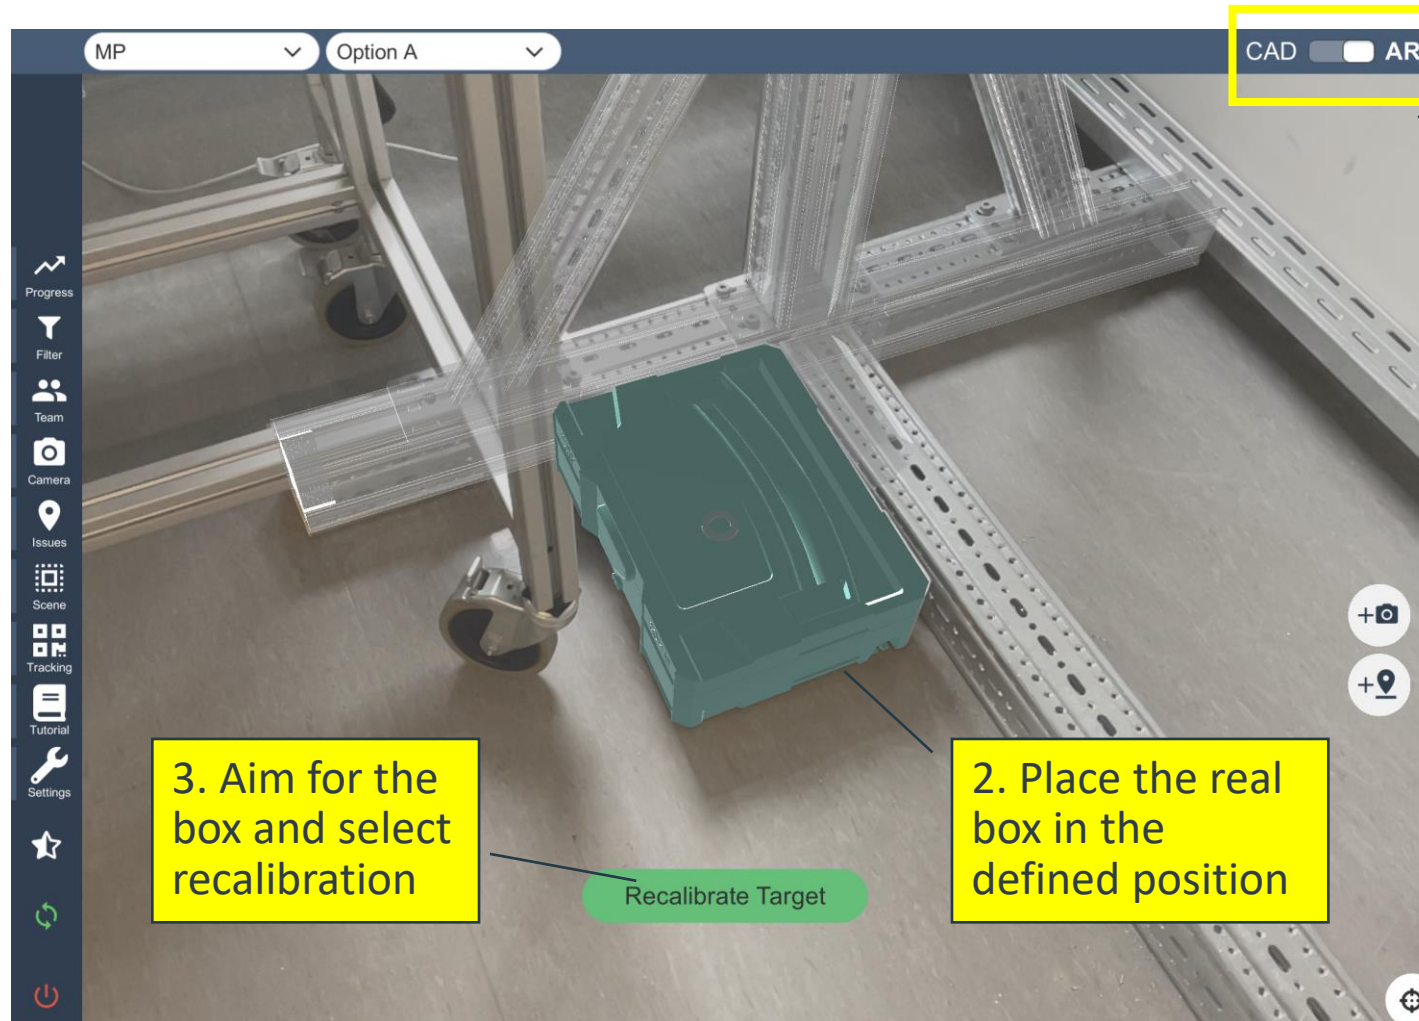 MP
Option A
CAD
AR
Progress
Filter
Team
Camera
Issues
Scene
Tracking
Tutorial
Settings
3. Aim for the
box and select
recalibration
2. Place the real
box in the
defined position
Recalibrate Target